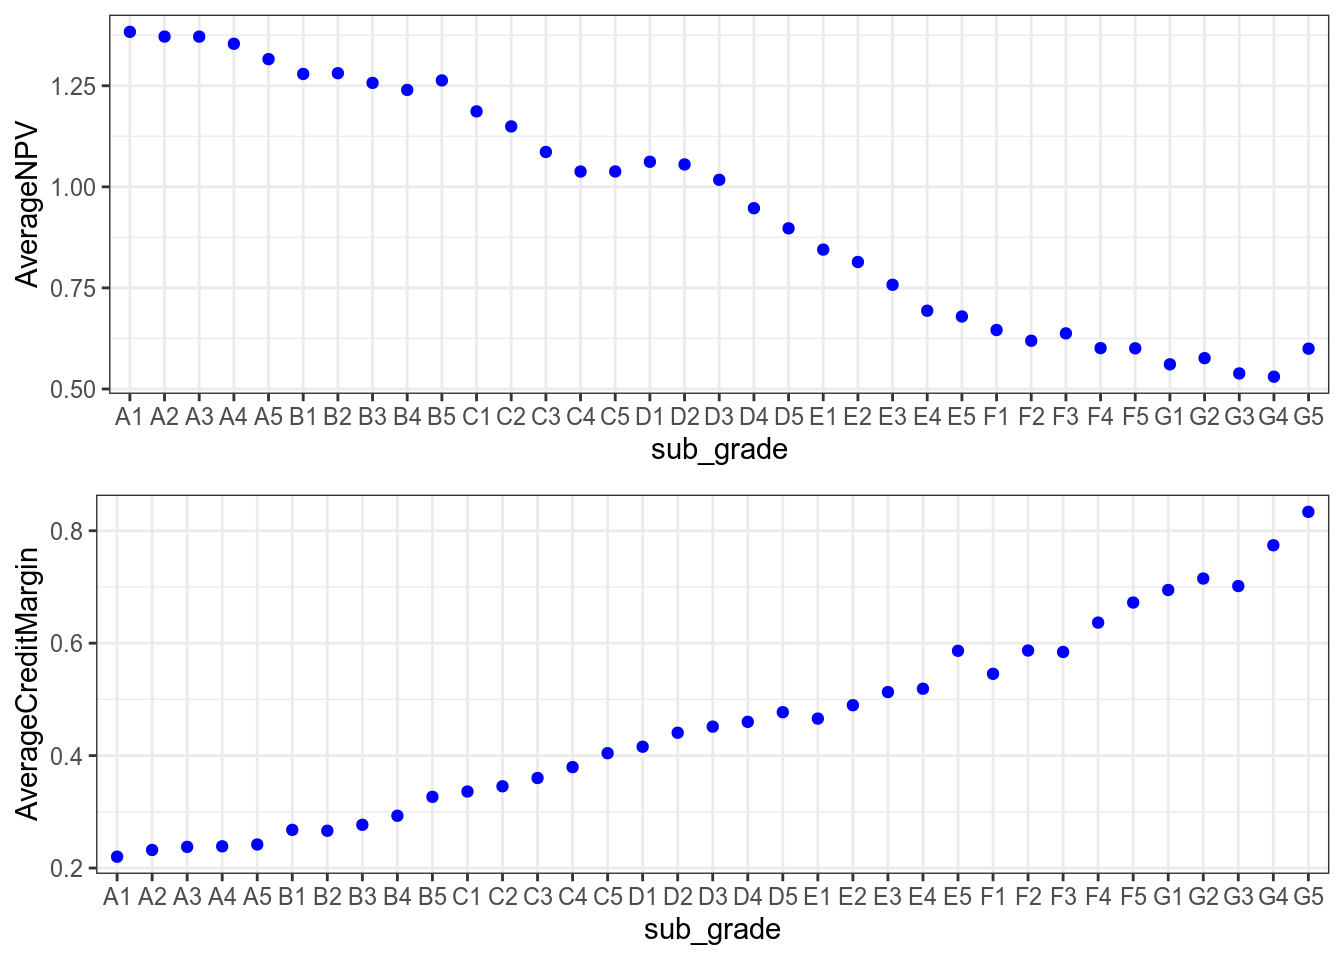 AverageNPV
1.25
1.00
0.75
0.50
A1 A2 A3 A4 A5 B1 B2 B3 B4 B5 C1 C2 C3 C4 C5 D1 D2 D3 D4 D5 E1 E2 E3 E4 E5 F1 F2 F3 F4 F5 G1 G2 G3 G4 G5
sub_grade
AverageCreditMargin
0.8
0.6
0.4
0.2
A1 A2 A3 A4 A5 B1 B2 B3 B4 B5 C1 C2 C3 C4 C5 D1 D2 D3 D4 D5 E1 E2 E3 E4 E5 F1 F2 F3 F4 F5 G1 G2 G3 G4 G5
sub_grade